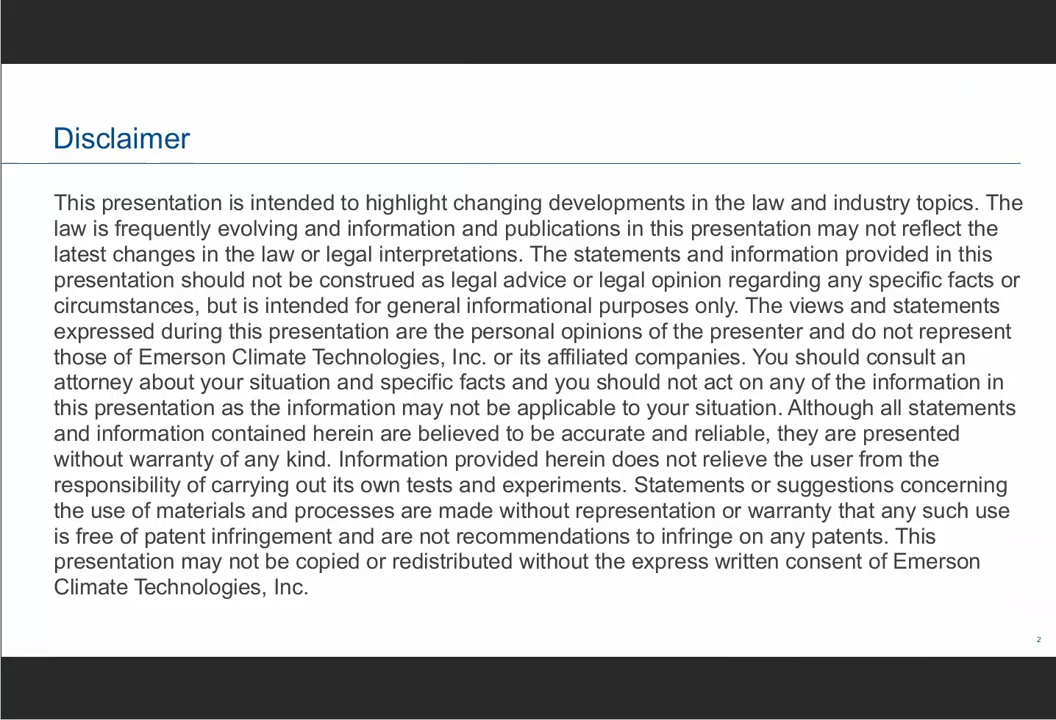 Disclaimer
This presentation is intended to highlight changing developments in the law and industry topics. The
law is frequently evolving and information and publications in this presentation may not reflect the
latest changes in the law or legal interpretations. The statements and information provided in this
presentation should not be construed as legal advice or legal opinion regarding any specific facts or
circumstances, but is intended for general informational purposes only. The views and statements
expressed during this presentation are the personal opinions of the presenter and do not represent
those of Emerson Climate Technologies, Inc. or its affiliated companies. You should consult an
attorney about your situation and specific facts and you should not act on any of the information in
this presentation as the information may not be applicable to your situation. Although all statements
and information contained herein are believed to be accurate and reliable, they are presented
without warranty of any kind. Information provided herein does not relieve the user from the
responsibility of carrying out its own tests and experiments. Statements or suggestions concerning
the use of materials and processes are made without representation or warranty that any such use
is free of patent infringement and are not recommendations to infringe on any patents. This
presentation may not be copied or redistributed without the express written consent of Emerson
Climate Technologies, Inc.
2